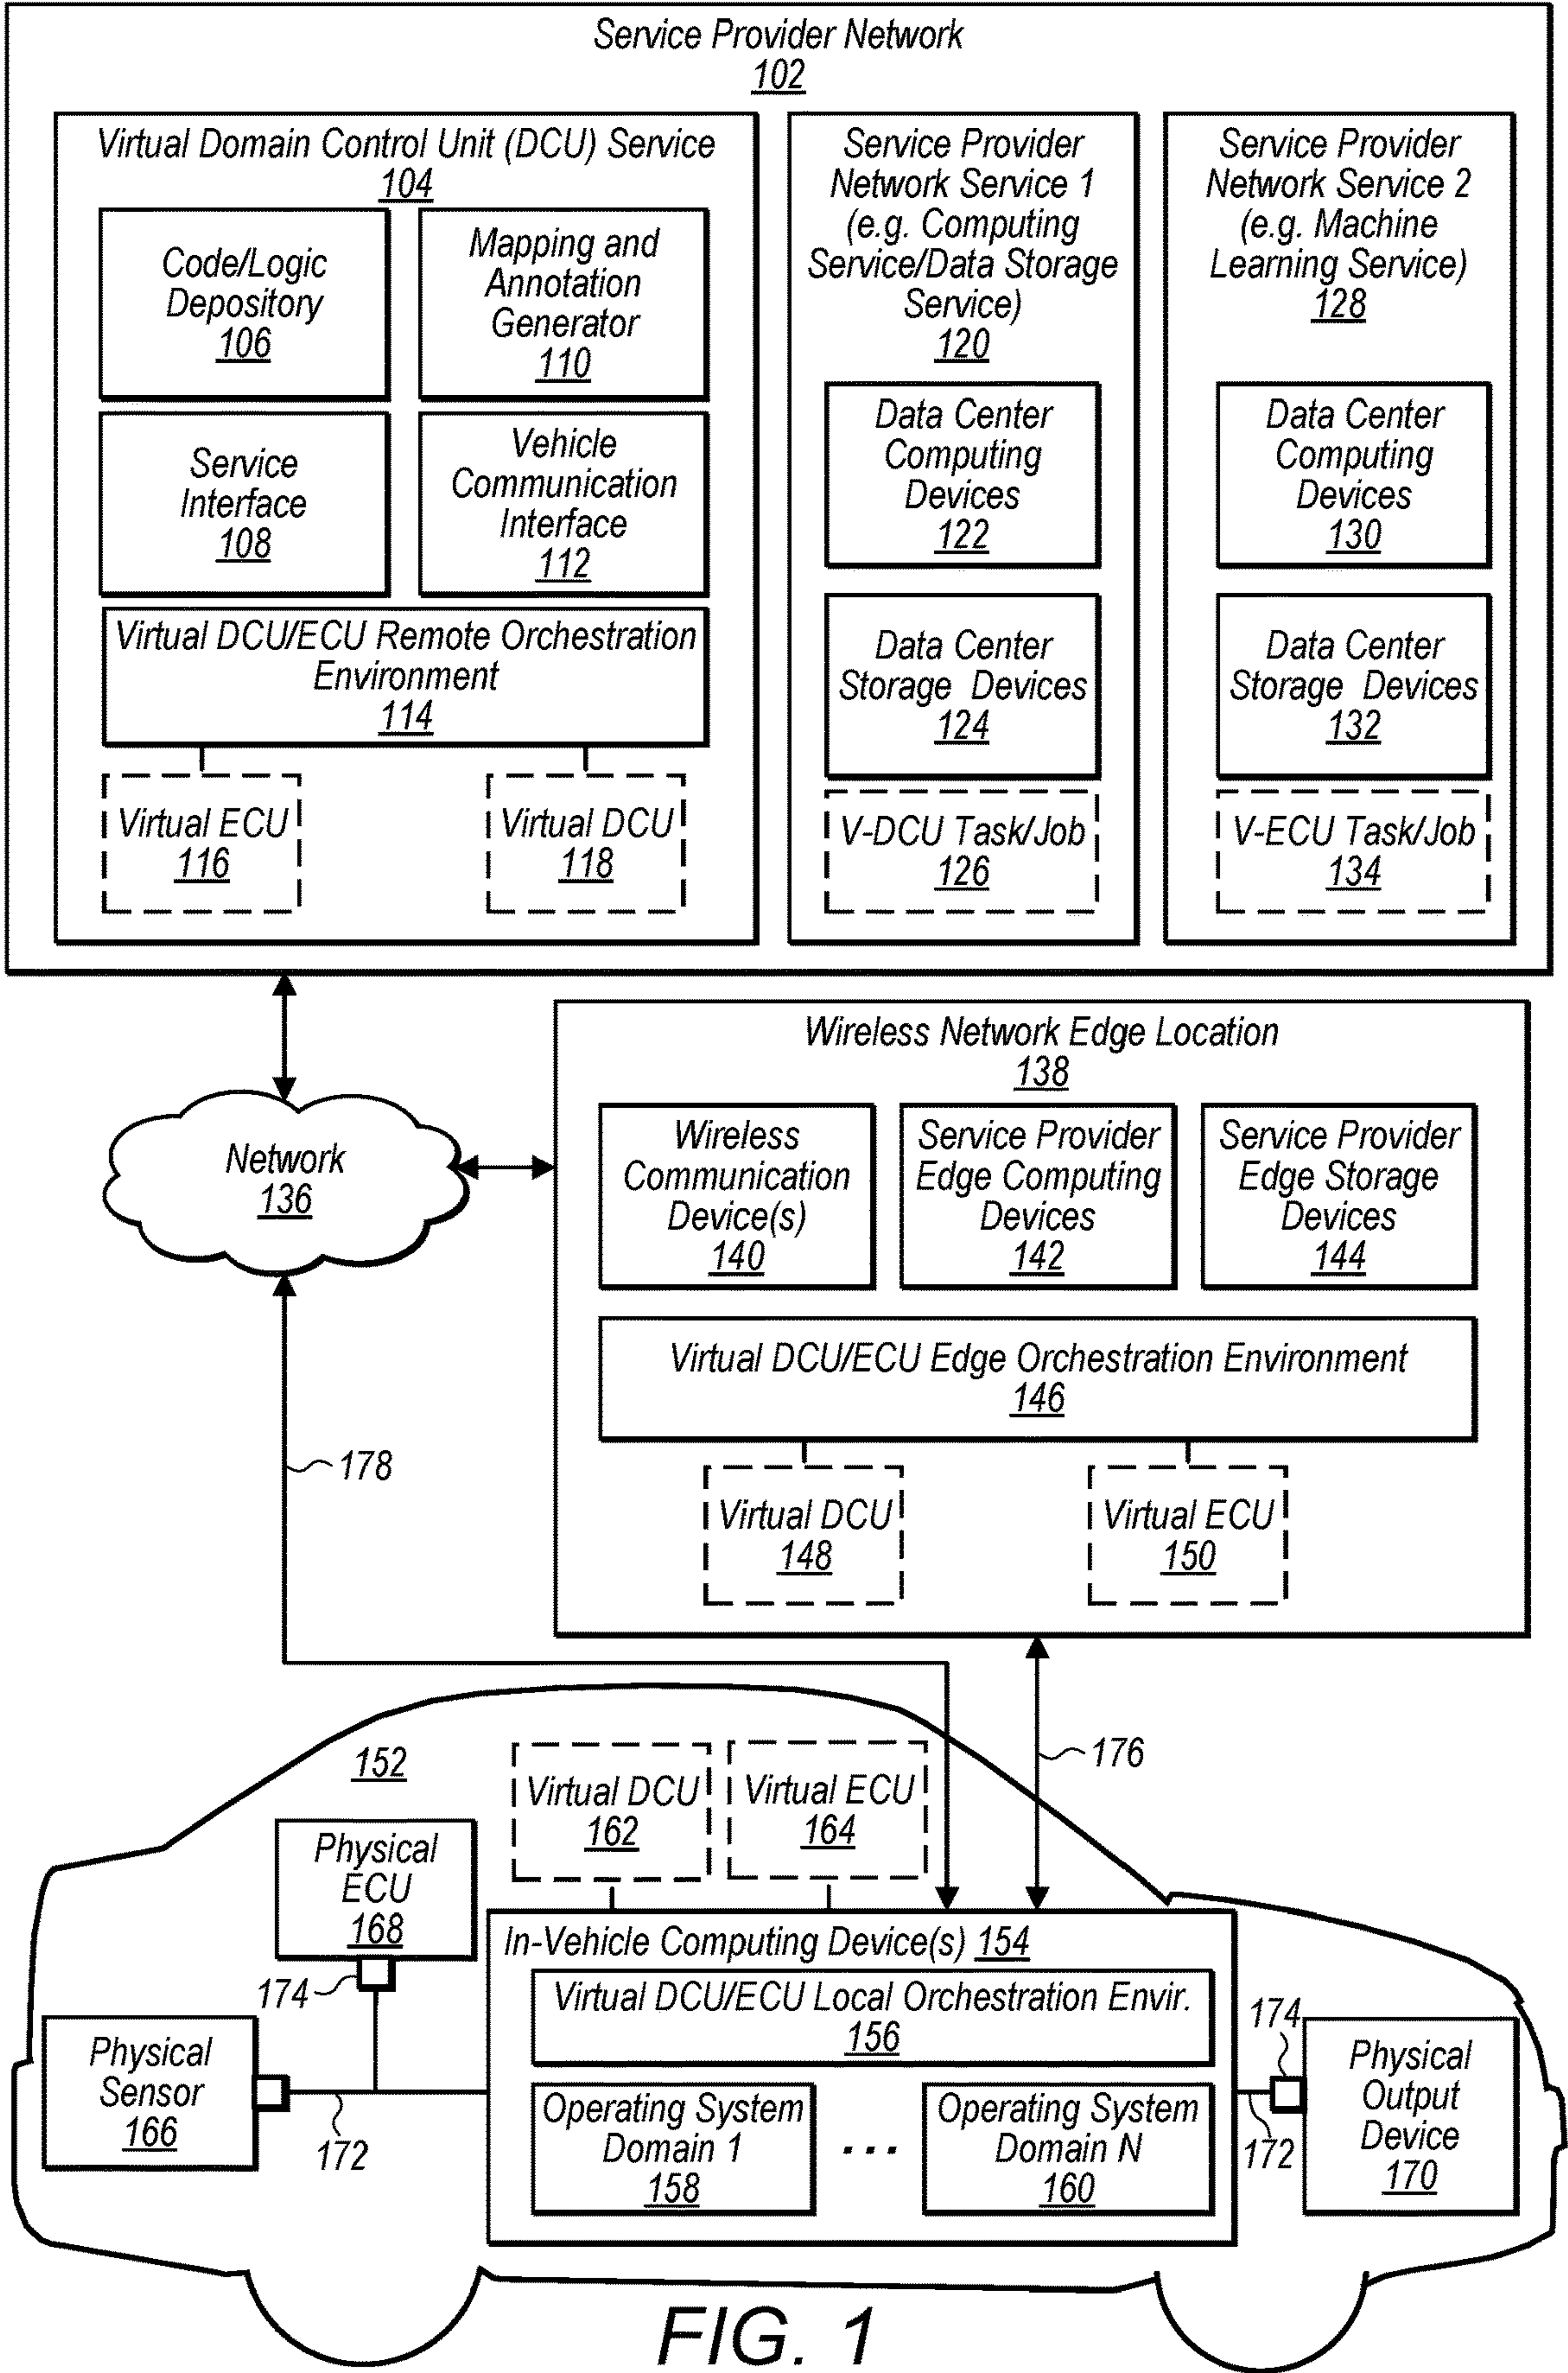 Service Provider Network
102
Virtual Domain Control Unit (DCU) Service
104
Code/Logic
Depository
106
Mapping and
Annotation
Generator
110
Service
Interface
108
Vehicle
Communication
Interface
112
Virtual DCU/ECU Remote Orchestration
Environment
114
Virtual ECU
116
Virtual DCU
118
Service Provider
Network Service 1
(e.g. Computing
Service/Data Storage
Service)
120
Data Center
Computing
Devices
122
Data Center
Storage Devices
124
V-DCU Task/Job
126
Service Provider
Network Service 2
(e.g. Machine
Learning Service)
128
Data Center
Computing
Devices
130
Data Center
Storage Devices
132
V-ECU Task/Job
134
Network
136
Wireless Network Edge Location
138
Wireless
Communication
Device(s)
140
Service Provider
Edge Computing
Devices
142
Service Provider
Edge Storage
Devices
144
Virtual DCU/ECU Edge Orchestration Environment
146
Virtual DCU
148
Virtual ECU
150
178
176
152
Virtual DCU
162
Virtual ECU
164
Physical
ECU
168
174
Physical
Sensor
166
172
In-Vehicle Computing Device(s) 154
Virtual DCU/ECU Local Orchestration Envir.
156
Operating System
Domain 1
158
...
Operating System
Domain N
160
174
172
Physical
Output
Device
170
FIG. 1